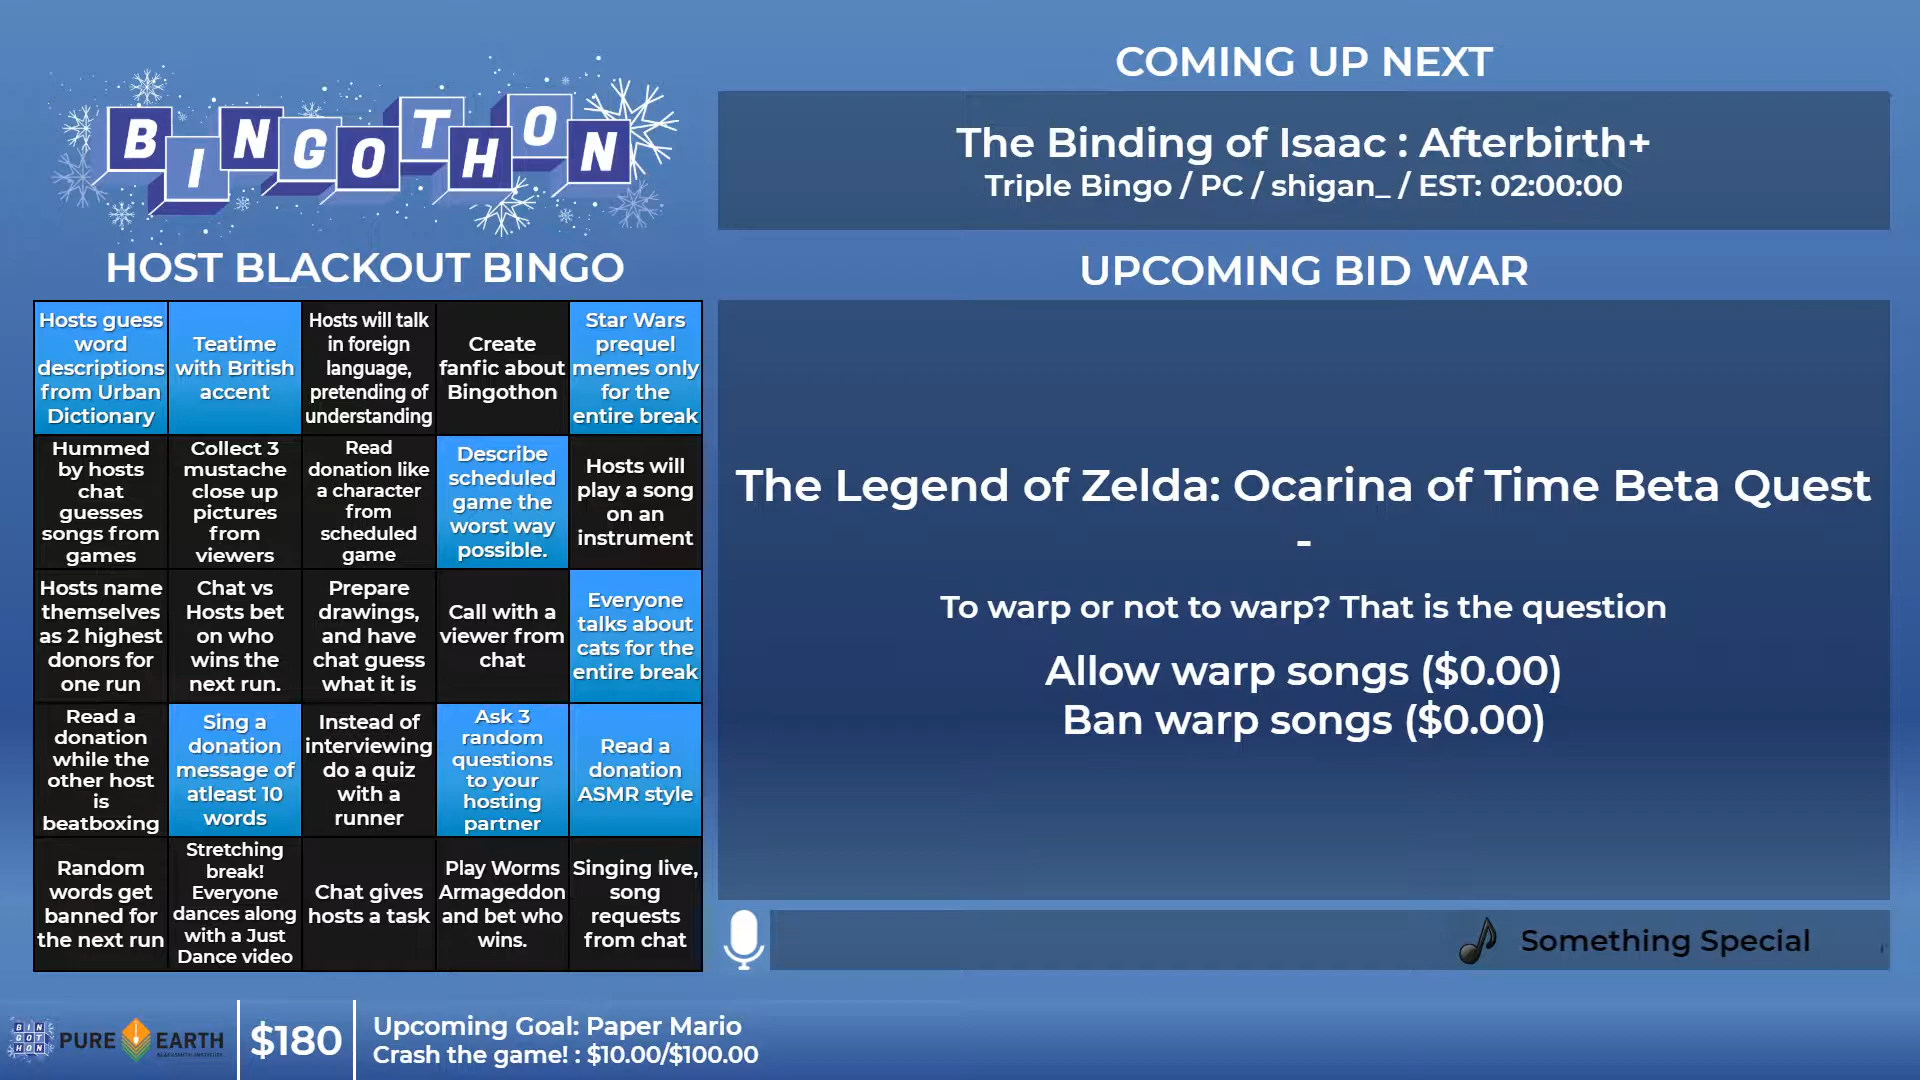 BINGOTHON
HOST BLACKOUT BINGO
Hosts guess
word
descriptions
from Urban
Dictionary
Teatime
with British
accent
Hosts will talk
in foreign
language,
pretending of
understanding
Create
fanfic about
Bingothon
Star Wars
prequel
memes only
for the
entire break
Hummed
by hosts
chat
guesses
songs from
games
Collect 3
mustache
close up
pictures
from
viewers
Read
donation like
a character
from
scheduled
game
Describe
scheduled
game the
worst way
possible.
Hosts will
play a song
on an
instrument
Hosts name
themselves
as 2 highest
donors for
one run
Chat vs
Hosts bet
on who
wins the
next run.
Prepare
drawings,
and have
chat guess
what it is
Call with a
viewer from
chat
Everyone
talks about
cats for the
entire break
Read a
donation
while the
other host
is
beatboxing
Sing a
donation
message of
atleast 10
words
Instead of
interviewing
do a quiz
with a
runner
Ask 3
random
questions
to your
hosting
partner
Read a
donation
ASMR style
Random
words get
banned for
the next run
Stretching
break!
Everyone
dances along
with a Just
Dance video
Chat gives
hosts a task
Play Worms
Armageddon
and bet who
wins.
Singing live,
song
requests
from chat
COMING UP NEXT
The Binding of Isaac : Afterbirth+
Triple Bingo / PC / shigan_ / EST: 02:00:00
UPCOMING BID WAR
The Legend of Zelda: Ocarina of Time Beta Quest
-
To warp or not to warp? That is the question
Allow warp songs ($0.00)
Ban warp songs ($0.00)
Something Special
BIN
GOT
HON
PURE EARTH
BLACKSMITH INSTITUTE
$180
Upcoming Goal: Paper Mario
Crash the game! : $10.00/$100.00